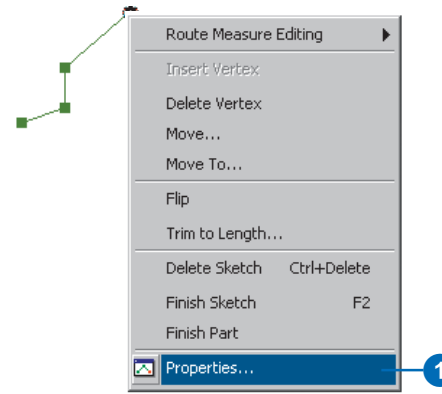 Route Measure Editing
Insert Vertex
Delete Vertex
Move...
Move To...
Flip
Trim to Length...
Delete Sketch Ctrl+Delete
Finish Sketch F2
Finish Part
Properties...
1